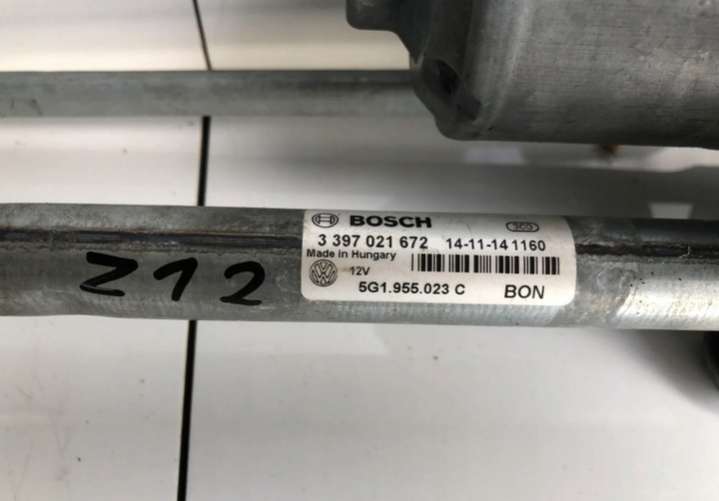 BOSCH
3 397 021 672 14-11-14 1160
Made in Hungary
12V
5G1.955.023 C BON
Z12